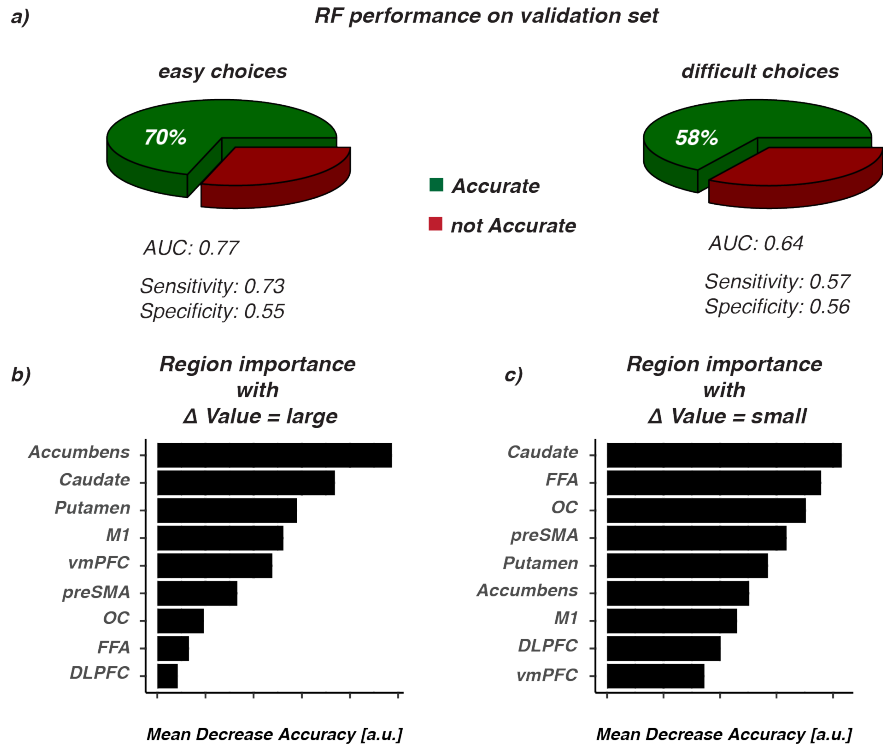 a)
RF performance on validation set
easy choices
difficult choices
70%
58%
Accurate
not Accurate
AUC: 0.77
Sensitivity: 0.73
Specificity: 0.55
AUC: 0.64
Sensitivity: 0.57
Specificity: 0.56
b)
Region importance
with
Δ Value = large
Accumbens
Caudate
Putamen
M1
vmPFC
preSMA
OC
FFA
DLPFC
Mean Decrease Accuracy [a.u.]
c)
Region importance
with
Δ Value = small
Caudate
FFA
OC
preSMA
Putamen
Accumbens
M1
DLPFC
vmPFC
Mean Decrease Accuracy [a.u.]